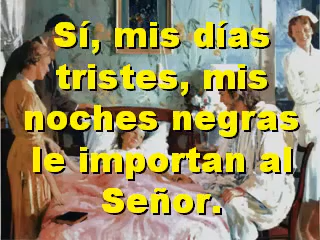 Sí, mis días
tristes, mis
noches negras
le importan al
Señor.